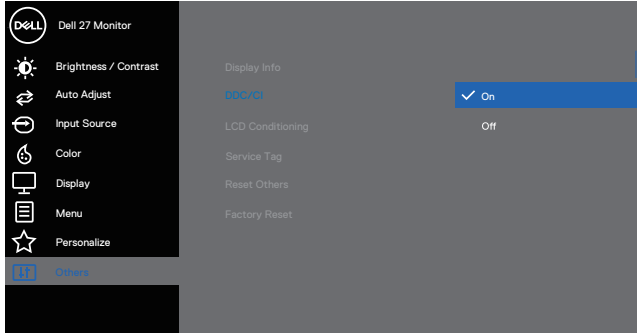 DELL Dell 27 Monitor
Brightness / Contrast
Auto Adjust
Input Source
Color
Display
Menu
Personalize
Others
Display Info
DDC/CI
LCD Conditioning
Service Tag
Reset Others
Factory Reset
On
Off